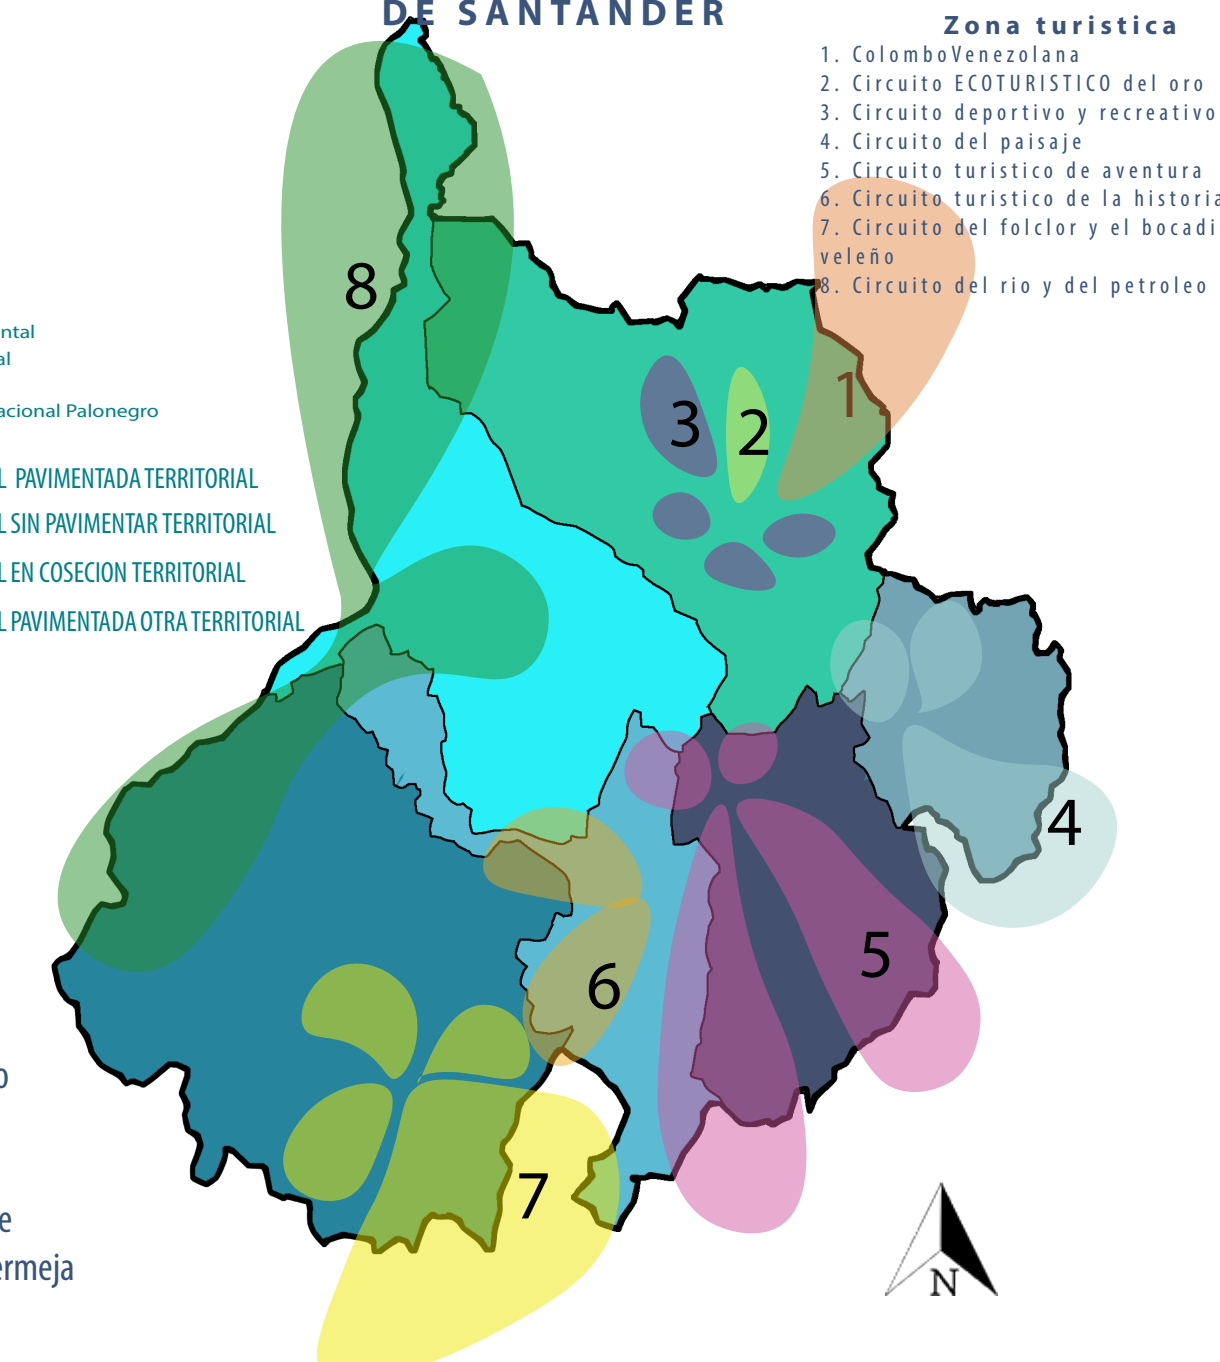 DE SANTANDER
Zona turistica
1. ColomboVenezolana
2. Circuito ECOTURISTICO del oro
3. Circuito deportivo y recreativo
4. Circuito del paisaje
5. Circuito turistico de aventura
6. Circuito turistico de la historia
7. Circuito del folclor y el bocadi
veleño
8. Circuito del rio y del petroleo
8
ntal
al
1
3
2
acional Palonegro
L PAVIMENTADA TERRITORIAL
L SIN PAVIMENTAR TERRITORIAL
L EN COSECION TERRITORIAL
L PAVIMENTADA OTRA TERRITORIAL
4
5
6
o
7
e
ermeja
N